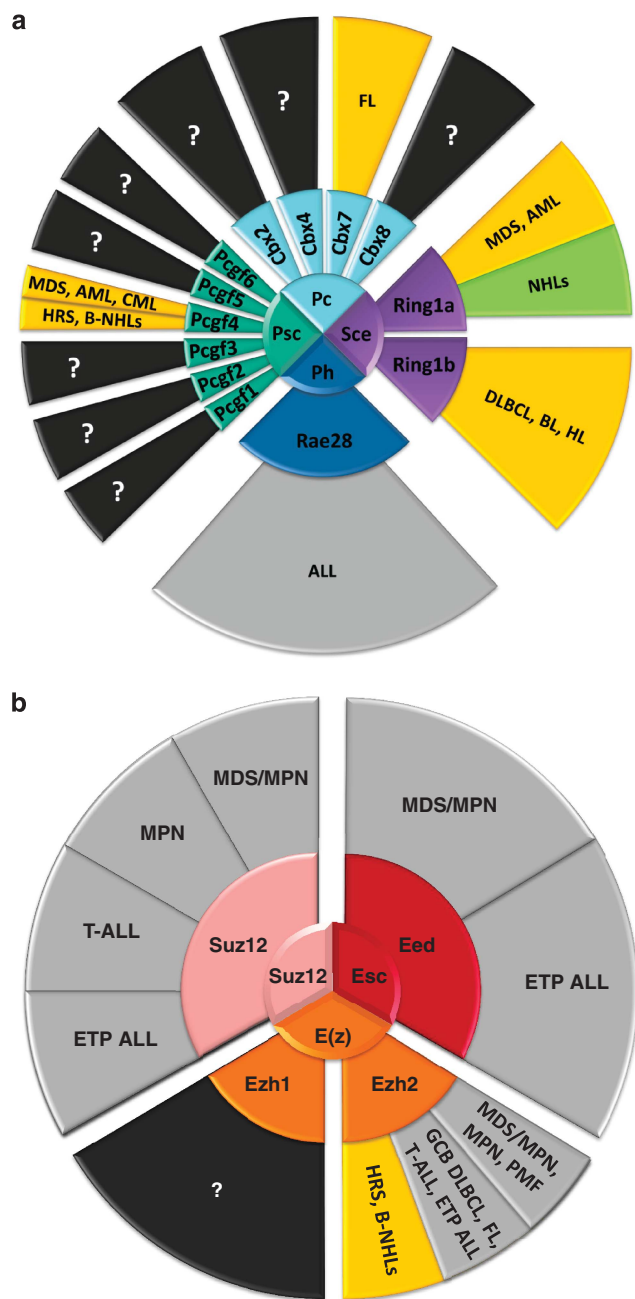 a
?
?
FL
?
?
?
MDS, AML, CML
HRS, B-NHLs
?
?
?
Cbx2
Cbx4
Cbx7
Cbx8
MDS, AML
NHLs
Pcgf6
Pcgf5
Pcgf4
Pcgf3
Pcgf2
Pcgf1
Pc
Psc
Sce
Ph
Ring1a
Ring1b
DLBCL, BL, HL
Rae28
ALL
b
MDS/MPN
MPN
T-ALL
ETP ALL
MDS/MPN
ETP ALL
Suz12
Eed
Suz12
Esc
E(z)
Ezh1
Ezh2
?
HRS, B-NHLs
GCB DLBCL, FL,
T-ALL, ETP ALL
MDS/MPN,
MPN, PMF